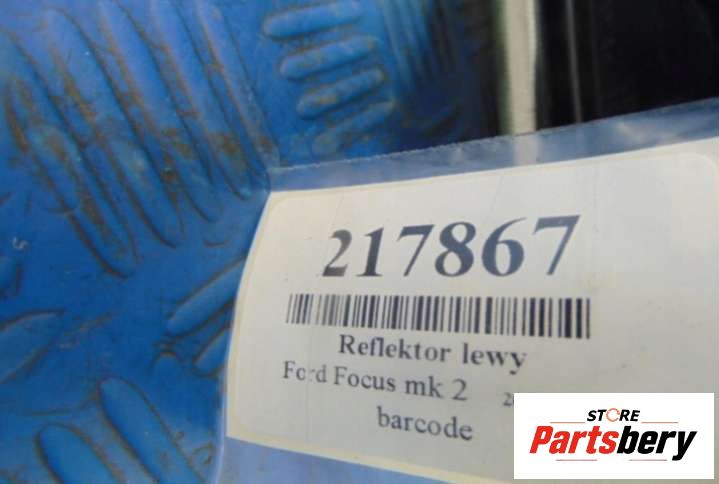 217867
Reflektor lewy
Ford Focus mk 2
barcode
STORE
Partsbery